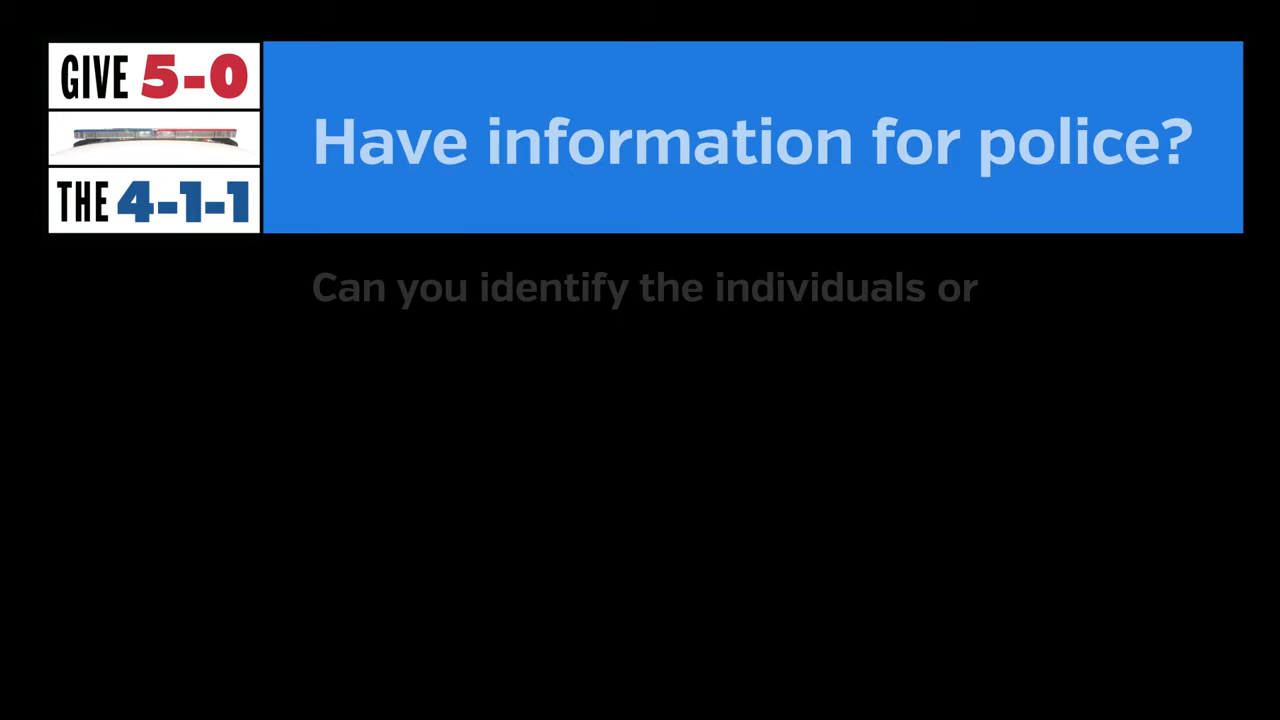 GIVE 5-0
THE 4-1-1
Have information for police?
Can you identify the individuals or